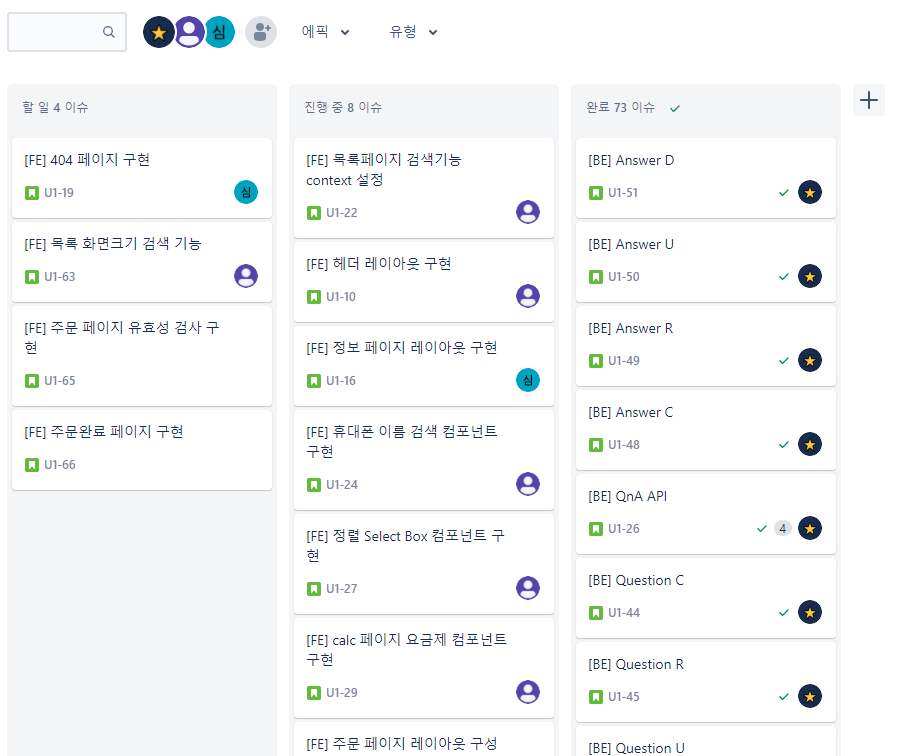 심
에픽
유형
할 일 4 이슈
[FE] 404 페이지 구현
U1-19
심
[FE] 목록 화면크기 검색 기능
U1-63
[FE] 주문 페이지 유효성 검사 구
현
U1-65
[FE] 주문완료 페이지 구현
U1-66
진행 중 8 이슈
[FE] 목록페이지 검색기능
context 설정
U1-22
[FE] 헤더 레이아웃 구현
U1-10
[FE] 정보 페이지 레이아웃 구현
U1-16
심
[FE] 휴대폰 이름 검색 컴포넌트
구현
U1-24
[FE] 정렬 Select Box 컴포넌트 구
현
U1-27
[FE] calc 페이지 요금제 컴포넌트
구현
U1-29
[FE] 주문 페이지 레이아웃 구성
완료 73 이슈
[BE] Answer D
U1-51
[BE] Answer U
U1-50
[BE] Answer R
U1-49
[BE] Answer C
U1-48
[BE] QnA API
U1-26
4
[BE] Question C
U1-44
[BE] Question R
U1-45
[BE] Question U